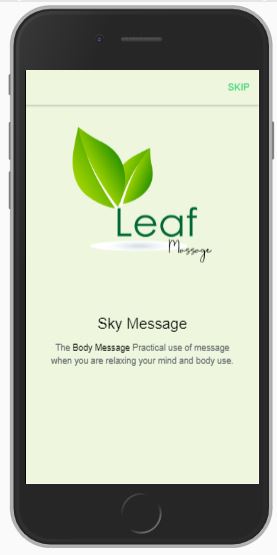 SKIP
Leaf
Massage
Sky Message
The Body Message Practical use of message
when you are relaxing your mind and body use.